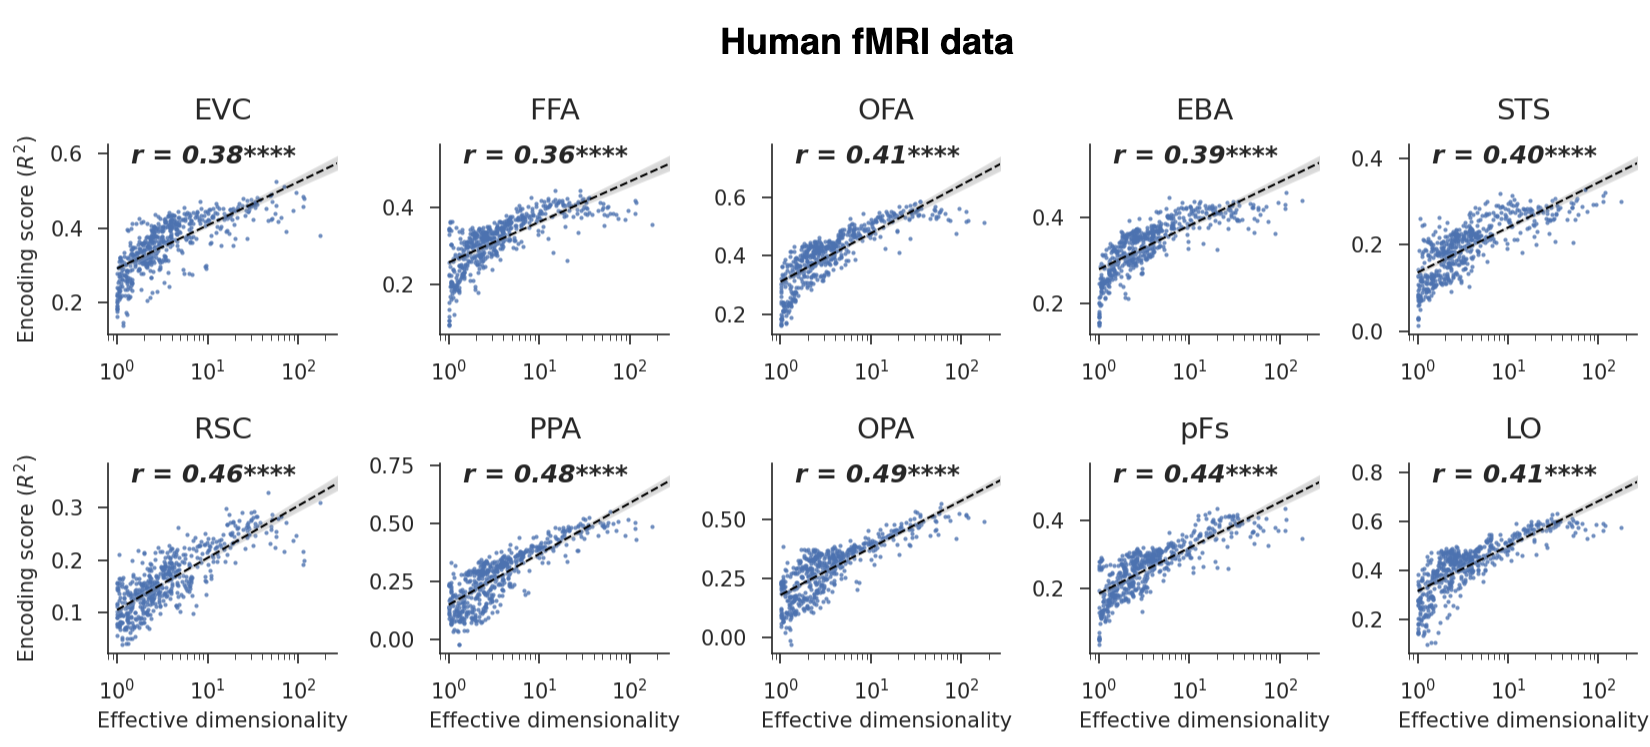 Human fMRI data
EVC FFA OFA EBA STS
r = 0.38**** r = 0.36**** r = 0.41**** r = 0.39**** r = 0.40****
Encoding score (R²)
0.6
0.4
0.2
10⁰ 10¹ 10²
0.4
0.2
10⁰ 10¹ 10²
0.6
0.4
0.2
10⁰ 10¹ 10²
0.4
0.2
10⁰ 10¹ 10²
0.4
0.2
0.0
10⁰ 10¹ 10²
RSC PPA OPA pFs LO
r = 0.46**** r = 0.48**** r = 0.49**** r = 0.44**** r = 0.41****
Encoding score (R²)
0.3
0.2
0.1
10⁰ 10¹ 10²
0.75
0.50
0.25
0.00
10⁰ 10¹ 10²
0.50
0.25
0.00
10⁰ 10¹ 10²
0.4
0.2
10⁰ 10¹ 10²
0.8
0.6
0.4
0.2
10⁰ 10¹ 10²
Effective dimensionality Effective dimensionality Effective dimensionality Effective dimensionality Effective dimensionality